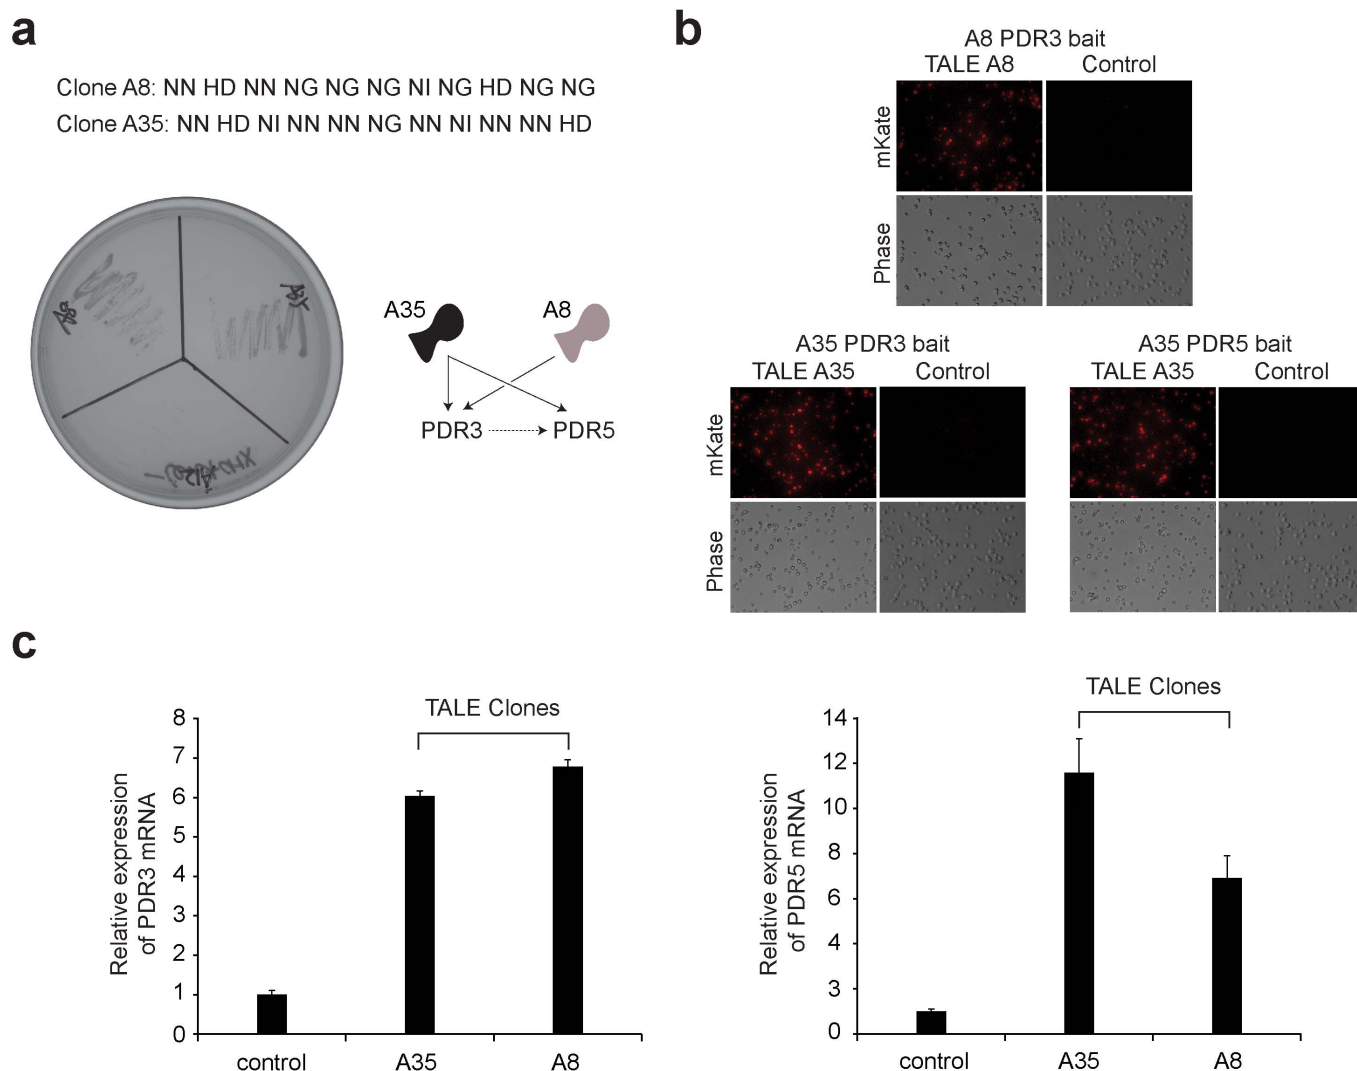 a
Clone A8: NN HD NN NG NG NG NI NG HD NG NG
Clone A35: NN HD NI NN NN NG NN NI NN NN HD
A8
A35
A35
A8
PDR3
PDR5
b
A8 PDR3 bait
TALE A8
Control
mKate
Phase
A35 PDR3 bait
TALE A35
Control
mKate
Phase
A35 PDR5 bait
TALE A35
Control
c
Relative expression
of PDR3 mRNA
TALE Clones
8
7
6
5
4
3
2
1
0
control
A35
A8
Relative expression
of PDR5 mRNA
TALE Clones
14
12
10
8
6
4
3
0
control
A35
A8